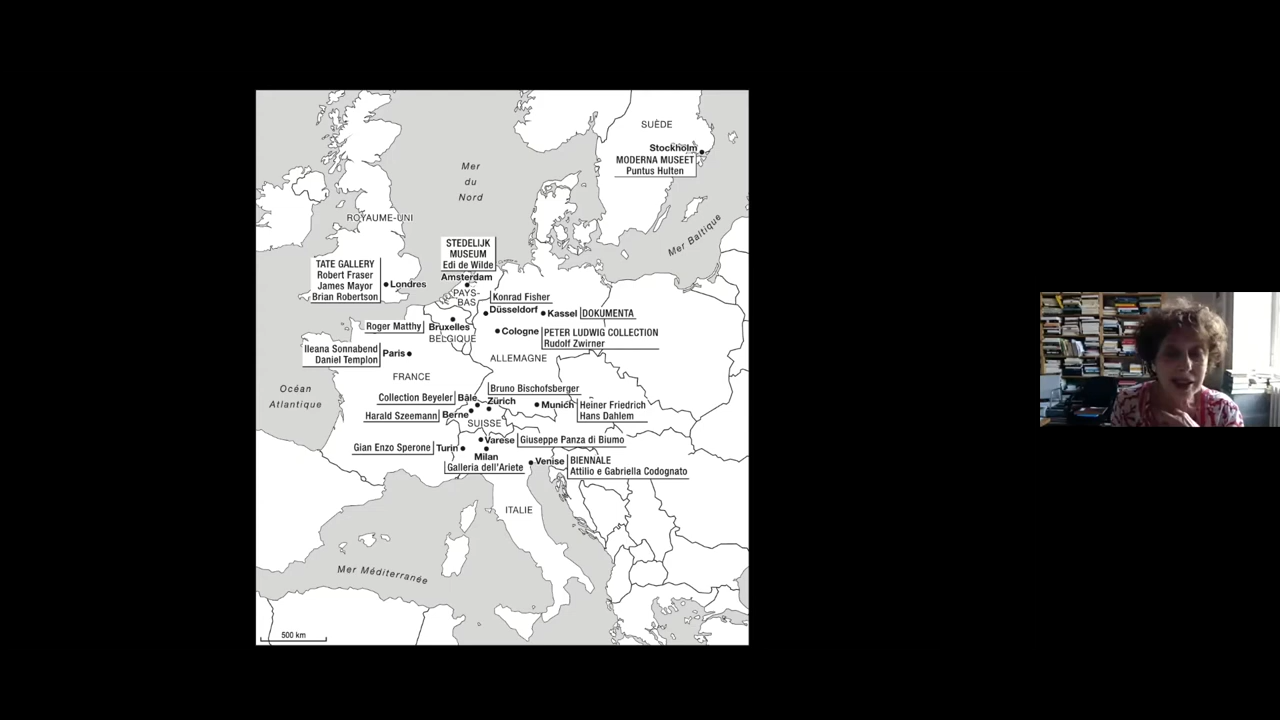 SUÈDE
Stockholm
MODERNA MUSEET
Puntus Hulten
Mer
du
Nord
ROYAUME-UNI
Mer Baltique
STEDELIJK
MUSEUM
Edi de Wilde
Amsterdam
PAYS-
BAS
TATE GALLERY
Robert Fraser
James Mayor
Brian Robertson
Londres
Konrad Fisher
Düsseldorf
Kassel
DOKUMENTA
Roger Matthy
Bruxelles
BELGIQUE
Cologne
PETER LUDWIG COLLECTION
Rudolf Zwirner
Ileana Sonnabend
Daniel Templon
Paris
ALLEMAGNE
FRANCE
Océan
Atlantique
Bruno Bischofsberger
Collection Beyeler
Bâle
Zürich
Munich
Heiner Friedrich
Hans Dahlem
Harald Szeemann
Berne
SUISSE
Varese
Giuseppe Panza di Biumo
Gian Enzo Sperone
Turin
Milan
Galleria dell'Ariete
Venise
BIENNALE
Attilio e Gabriella Codognato
ITALIE
Mer Méditerranée
500 km